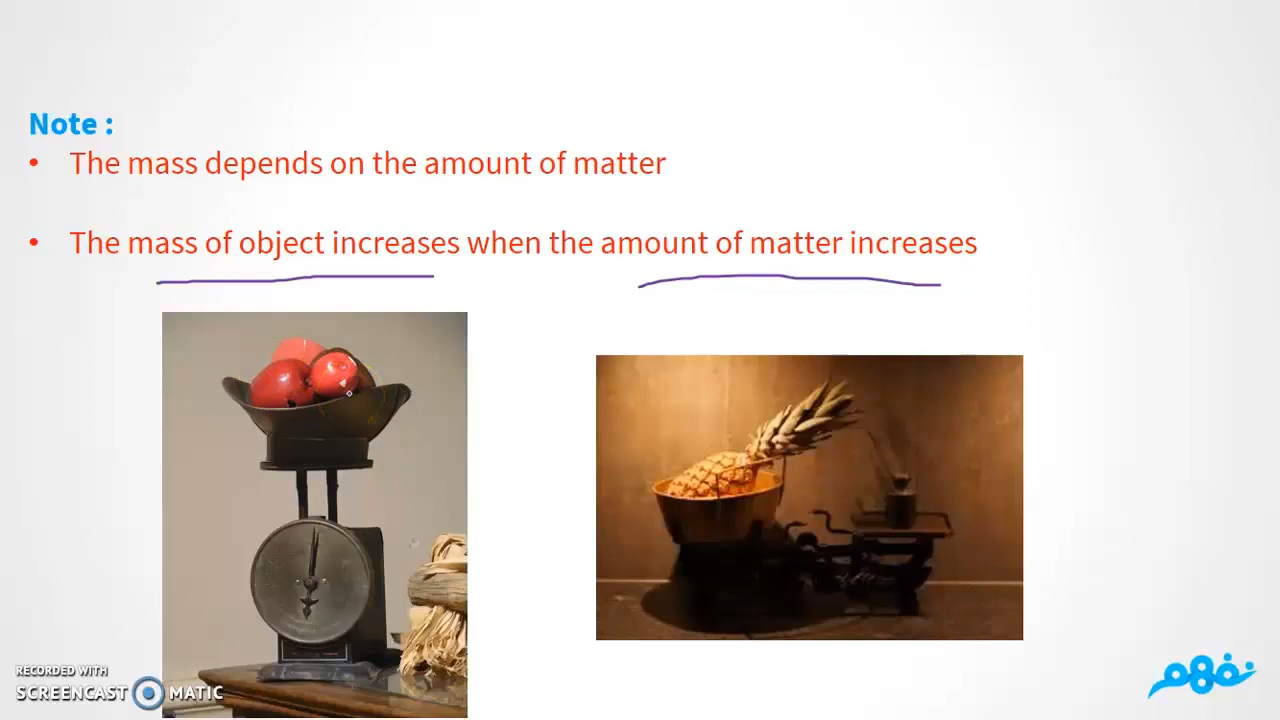 Note :
• The mass depends on the amount of matter
• The mass of object increases when the amount of matter increases
RECORDED WITH
SCREENCAST MATIC
نفهم